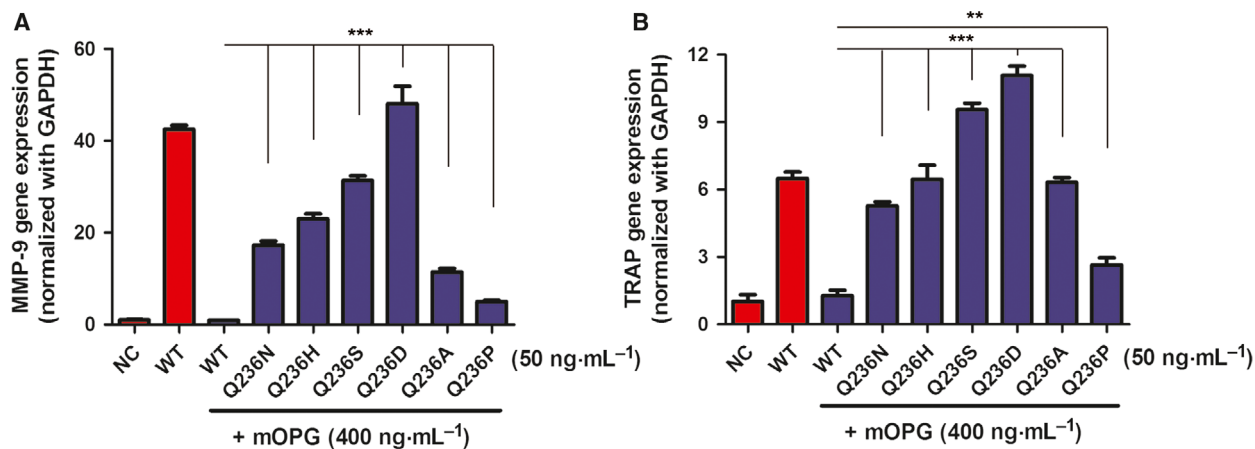 A
MMP-9 gene expression
(normalized with GAPDH)
60
40
20
0
***
NC
WT
WT
Q236N
Q236H
Q236S
Q236D
Q236A
Q236P
(50 ng·mL⁻¹)
+ mOPG (400 ng·mL⁻¹)
B
TRAP gene expression
(normalized with GAPDH)
12
9
6
3
0
**
***
NC
WT
WT
Q236N
Q236H
Q236S
Q236D
Q236A
Q236P
(50 ng·mL⁻¹)
+ mOPG (400 ng·mL⁻¹)